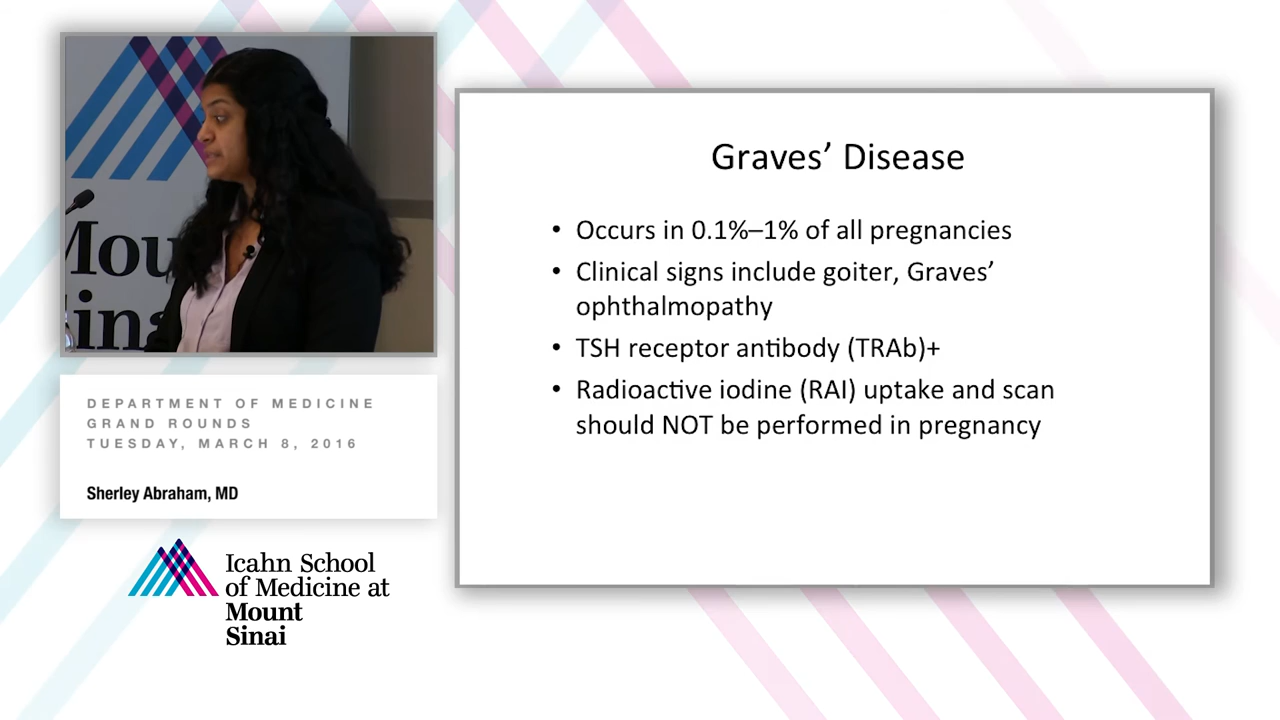 Mou
Sina
DEPARTMENT OF MEDICINE
GRAND ROUNDS
TUESDAY, MARCH 8, 2016
Sherley Abraham, MD
Icahn School
of Medicine at
Mount
Sinai
Graves’ Disease
• Occurs in 0.1%–1% of all pregnancies
• Clinical signs include goiter, Graves’
ophthalmopathy
• TSH receptor antibody (TRAb)+
• Radioactive iodine (RAI) uptake and scan
should NOT be performed in pregnancy